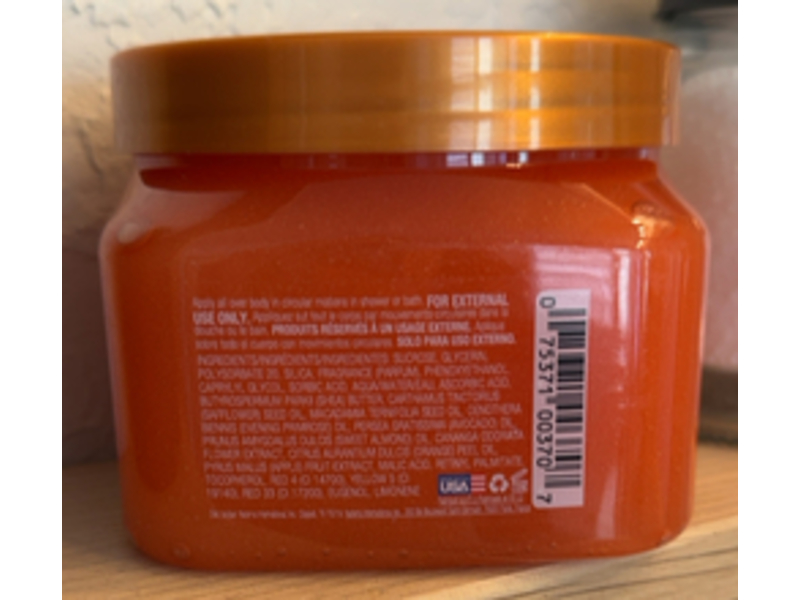 Apply all over body in circular motions in shower or bath. FOR EXTERNAL
USE ONLY. Appliquez sur tout le corps par mouvements circulaires dans la
douche ou le bain. PRODUITS RÉSERVÉS À UN USAGE EXTERNE. Aplique
sobre todo el cuerpo con movimientos circulares. SOLO PARA USO EXTERNO.
INGREDIENTS/INGRÉDIENTS/INGREDIENTES: SUCROSE, GLYCERIN,
POLYSORBATE 20, SILICA, FRAGRANCE (PARFUM), PHENOXYETHANOL,
CAPRYLYL GLYCOL, SORBIC ACID, AQUA/WATER/EAU, ASCORBIC ACID,
BUTYROSPERMUM PARKII (SHEA) BUTTER, CARTHAMUS TINCTORIUS
(SAFFLOWER) SEED OIL, MACADAMIA TERNIFOLIA SEED OIL, OENOTHERA
BIENNIS (EVENING PRIMROSE) OIL, PERSEA GRATISSIMA (AVOCADO) OIL,
PRUNUS AMYGDALUS DULCIS (SWEET ALMOND) OIL, CANANGA ODORATA
FLOWER EXTRACT, CITRUS AURANTIUM DULCIS (ORANGE) PEEL OIL,
PYRUS MALUS (APPLE) FRUIT EXTRACT, MALIC ACID, RETINYL PALMITATE,
TOCOPHEROL, RED 4 (CI 14700), YELLOW 5 (CI
19140), RED 33 (CI 17200), EUGENOL, LIMONENE
USA
0 75371 00370 7